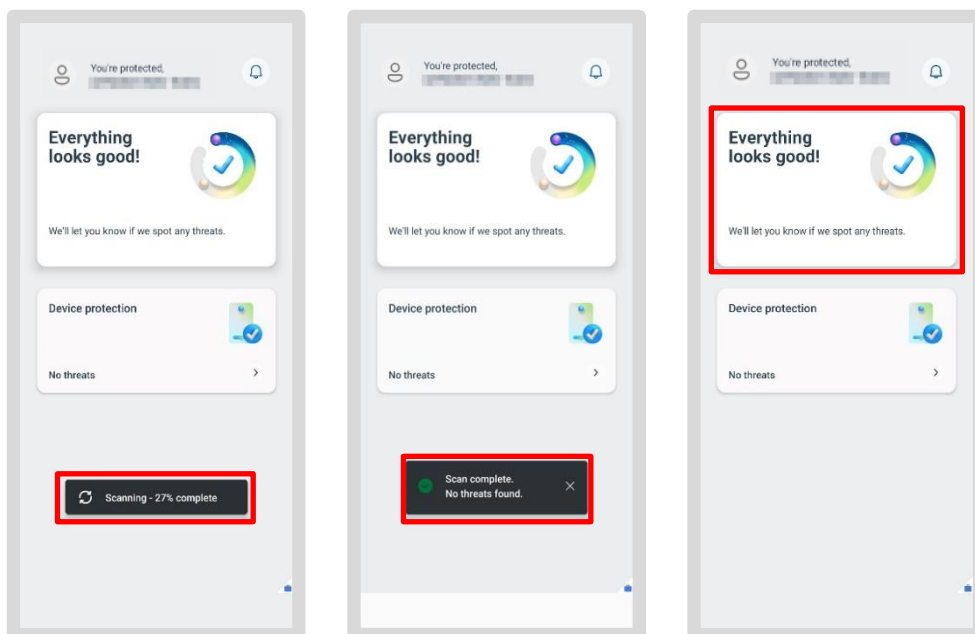 You're protected,
Everything
looks good!
We'll let you know if we spot any threats.
Device protection
No threats
Scanning - 27% complete
You're protected,
Everything
looks good!
We'll let you know if we spot any threats.
Device protection
No threats
Scan complete.
No threats found.
You're protected,
Everything
looks good!
We'll let you know if we spot any threats.
Device protection
No threats